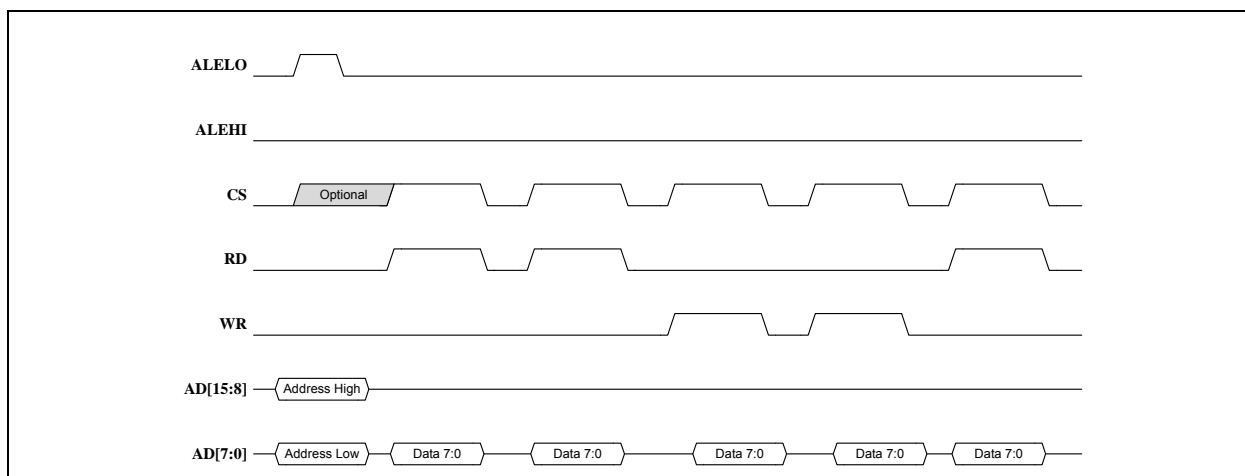 ALELO
ALEHI
CS Optional
RD
WR
AD[15:8] Address High
AD[7:0] Address Low Data 7:0 Data 7:0 Data 7:0 Data 7:0 Data 7:0